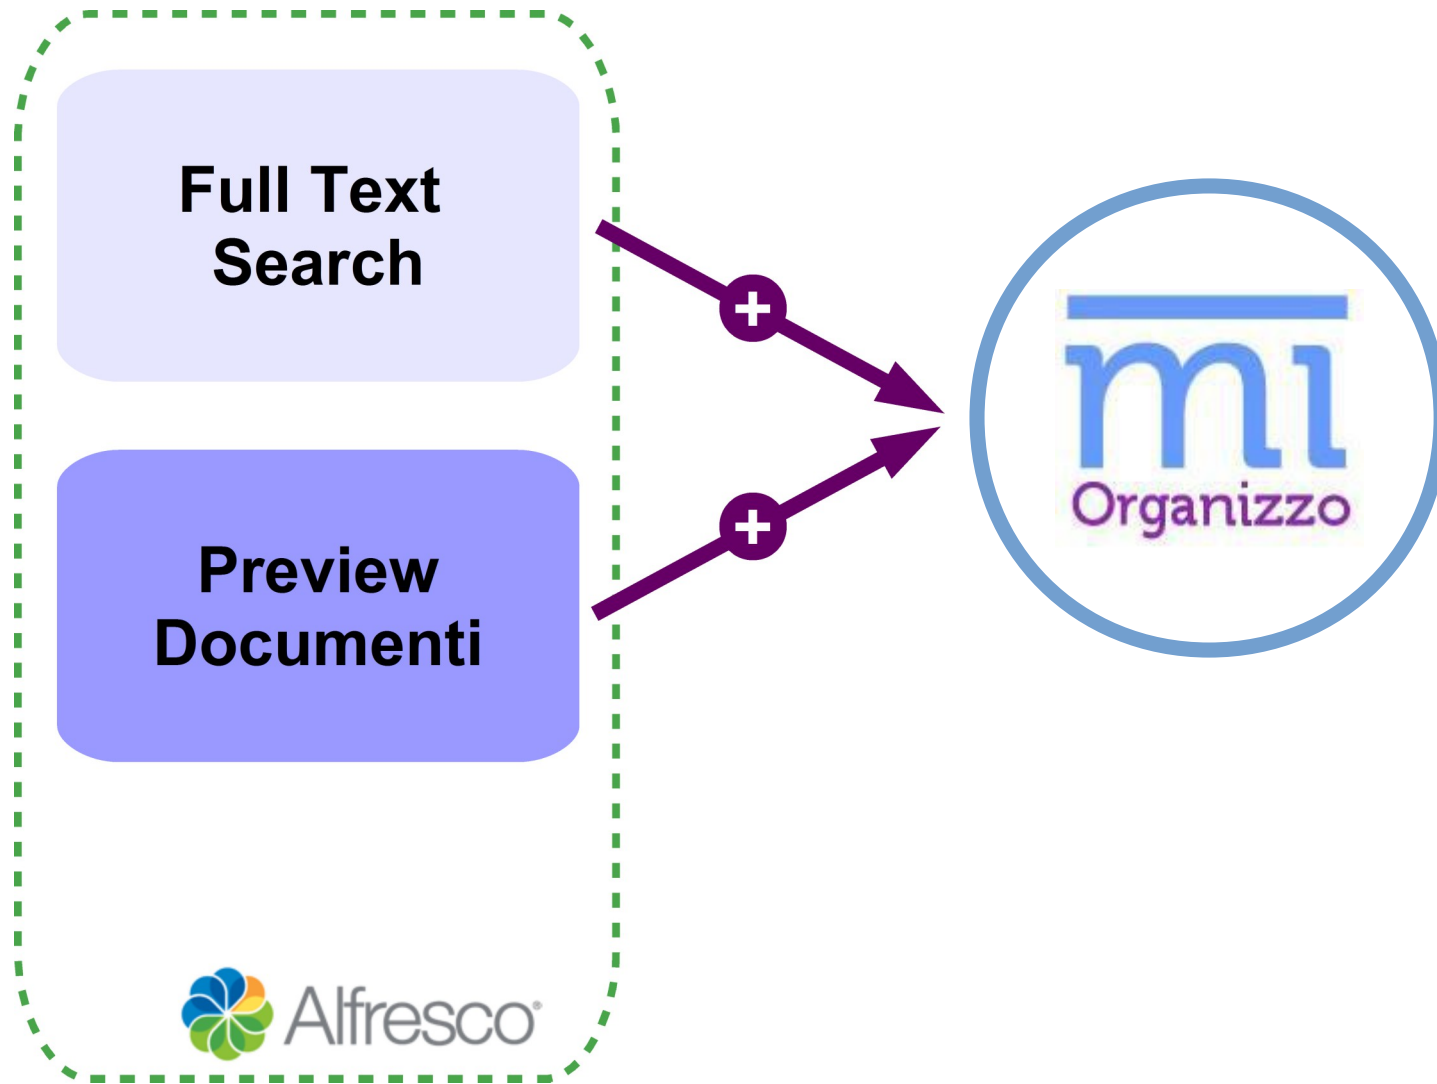 Full Text
Search
Preview
Documenti
Alfresco®
mi
Organizzo